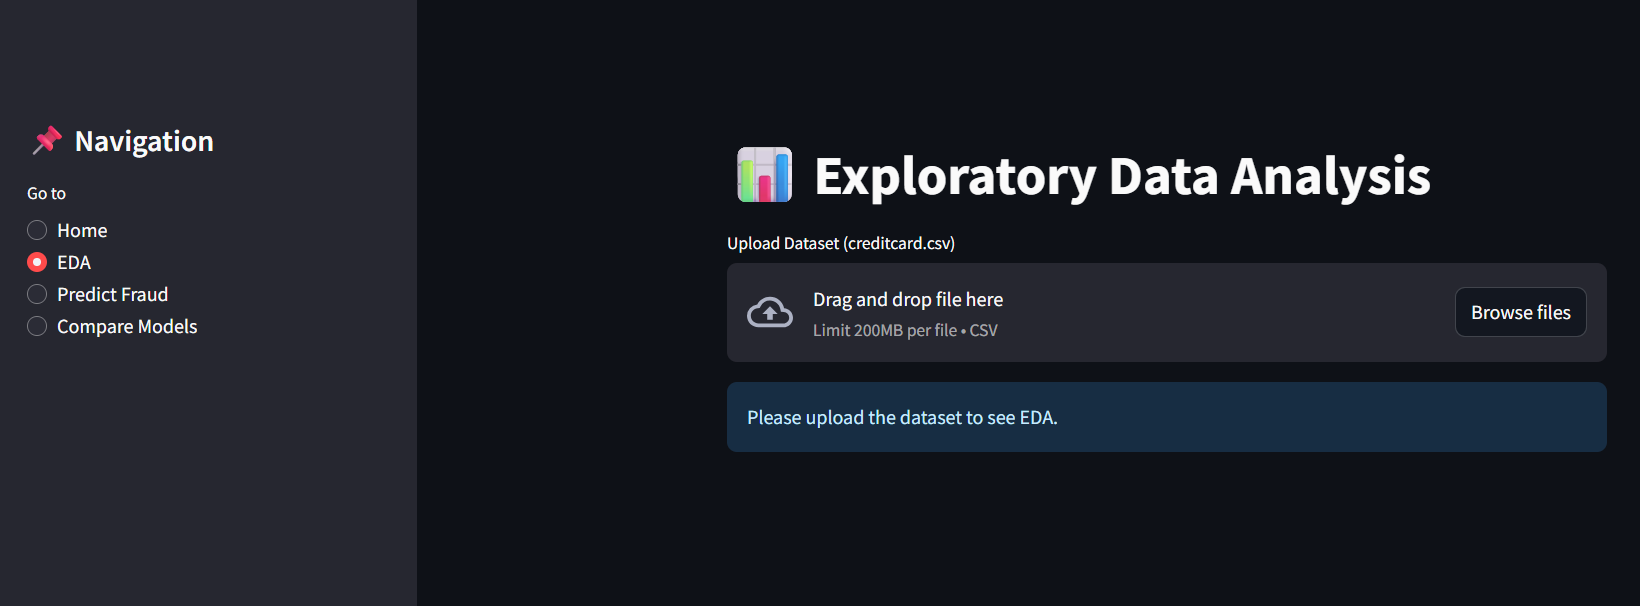 Navigation
Go to
Home
EDA
Predict Fraud
Compare Models
Exploratory Data Analysis
Upload Dataset (creditcard.csv)
Drag and drop file here
Limit 200MB per file • CSV
Browse files
Please upload the dataset to see EDA.